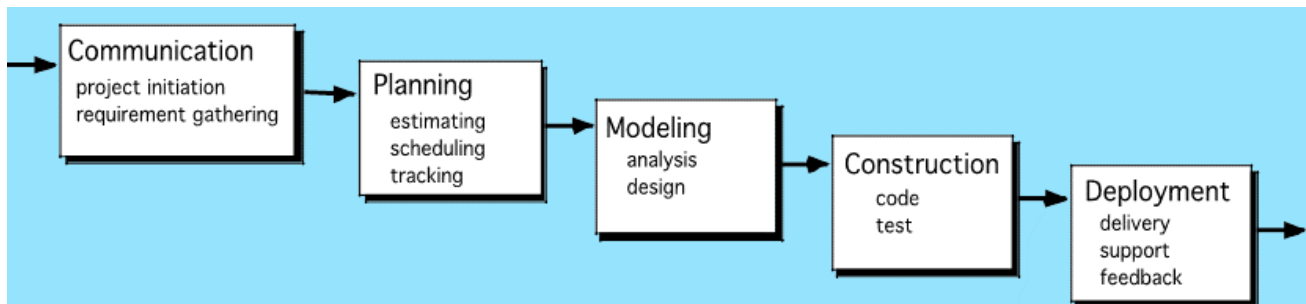 Communication
project initiation
requirement gathering
Planning
estimating
scheduling
tracking
Modeling
analysis
design
Construction
code
test
Deployment
delivery
support
feedback